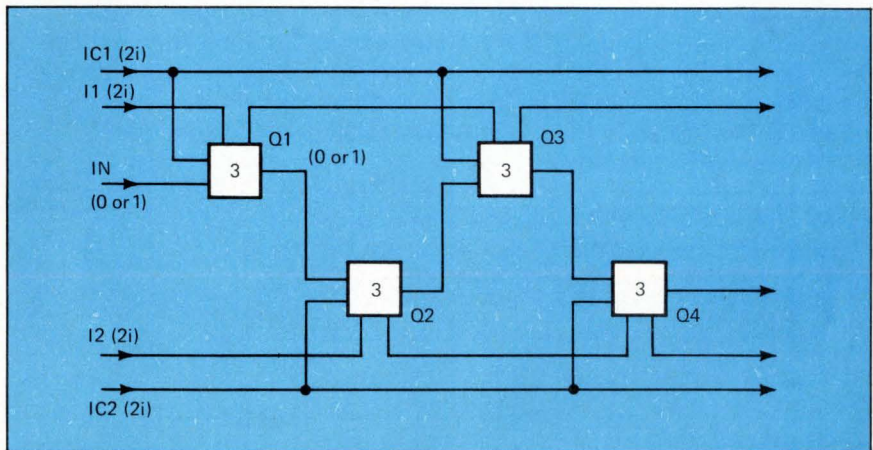 IC1 (2i)
I1 (2i)
Q1
Q3
3
(0 or 1)
3
IN
(0 or 1)
3
Q2
3
Q4
I2 (2i)
IC2 (2i)